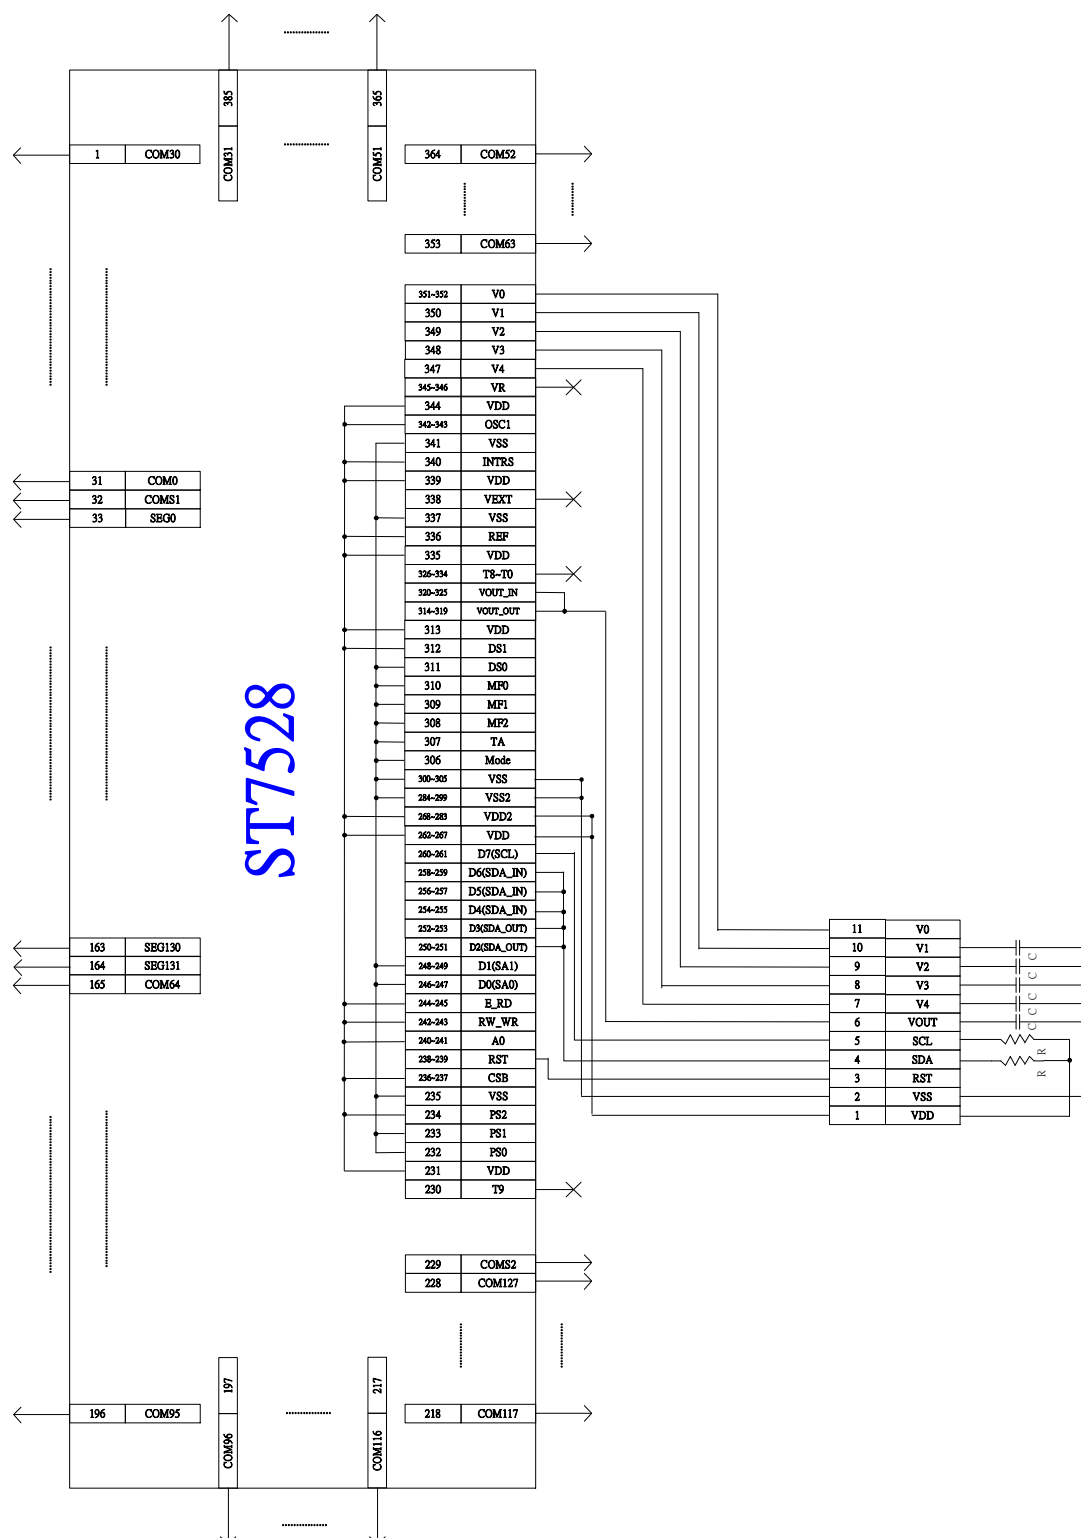 385
365
COM31
COM51
1 COM30
364 COM52
353 COM63
351~352 V0
350 V1
349 V2
348 V3
347 V4
345~346 VR
344 VDD
342~343 OSC1
341 VSS
340 INTRS
339 VDD
338 VEXT
337 VSS
336 REF
335 VDD
326~334 T8~T0
320~325 VOUT_IN
314~319 VOUT_OUT
313 VDD
312 DS1
311 DS0
310 MF0
309 MF1
308 MF2
307 TA
306 Mode
300~305 VSS
284~299 VSS2
268~283 VDD2
262~267 VDD
260~261 D7(SCL)
258~259 D6(SDA_IN)
256~257 D5(SDA_IN)
254~255 D4(SDA_IN)
252~253 D3(SDA_OUT)
250~251 D2(SDA_OUT)
248~249 D1(SA1)
246~247 D0(SA0)
244~245 E_RD
242~243 RW_WR
240~241 A0
238~239 RST
236~237 CSB
235 VSS
234 PS2
233 PS1
232 PS0
231 VDD
230 T9
229 COMS2
228 COM127
218 COM117
31 COM0
32 COMS1
33 SEG0
ST7528
163 SEG130
164 SEG131
165 COM64
196 COM95
197
217
COM96
COM116
11 V0
10 V1
9 V2
8 V3
7 V4
6 VOUT
5 SCL
4 SDA
3 RST
2 VSS
1 VDD
C
C
C
C
C
R
R